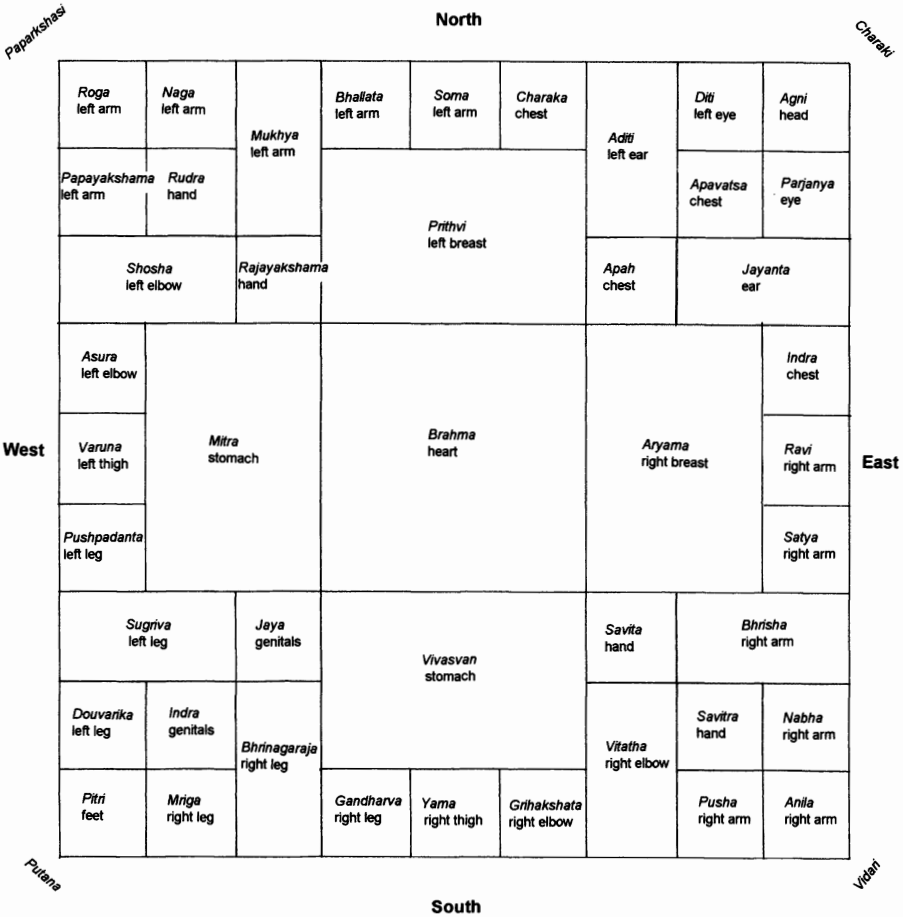 North
Paparkshasi
Charaki
Roga
left arm
Naga
left arm
Mukhya
left arm
Bhallata
left arm
Soma
left arm
Charaka
chest
Aditi
left ear
Diti
left eye
Agni
head
Papayakshama
left arm
Rudra
hand
Prithvi
left breast
Apavatsa
chest
Parjanya
eye
Shosha
left elbow
Rajayakshama
hand
Apah
chest
Jayanta
ear
Asura
left elbow
Indra
chest
West
Varuna
left thigh
Mitra
stomach
Brahma
heart
Aryama
right breast
Ravi
right arm
East
Pushpadanta
left leg
Satya
right arm
Sugriva
left leg
Jaya
genitals
Vivasvan
stomach
Savita
hand
Bhrisha
right arm
Douvarika
left leg
Indra
genitals
Bhrinagaraja
right leg
Vitatha
right elbow
Savitra
hand
Nabha
right arm
Pitri
feet
Mriga
right leg
Gandharva
right leg
Yama
right thigh
Grihakshata
right elbow
Pusha
right arm
Anila
right arm
Putana
Vidari
South